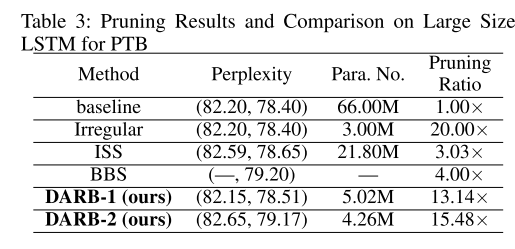 Table 3: Pruning Results and Comparison on Large Size
LSTM for PTB
Method Perplexity Para. No. Pruning Ratio
baseline (82.20, 78.40) 66.00M 1.00×
Irregular (82.20, 78.40) 3.00M 20.00×
ISS (82.59, 78.65) 21.80M 3.03×
BBS (—, 79.20) — 4.00×
DARB-1 (ours) (82.15, 78.51) 5.02M 13.14×
DARB-2 (ours) (82.65, 79.17) 4.26M 15.48×